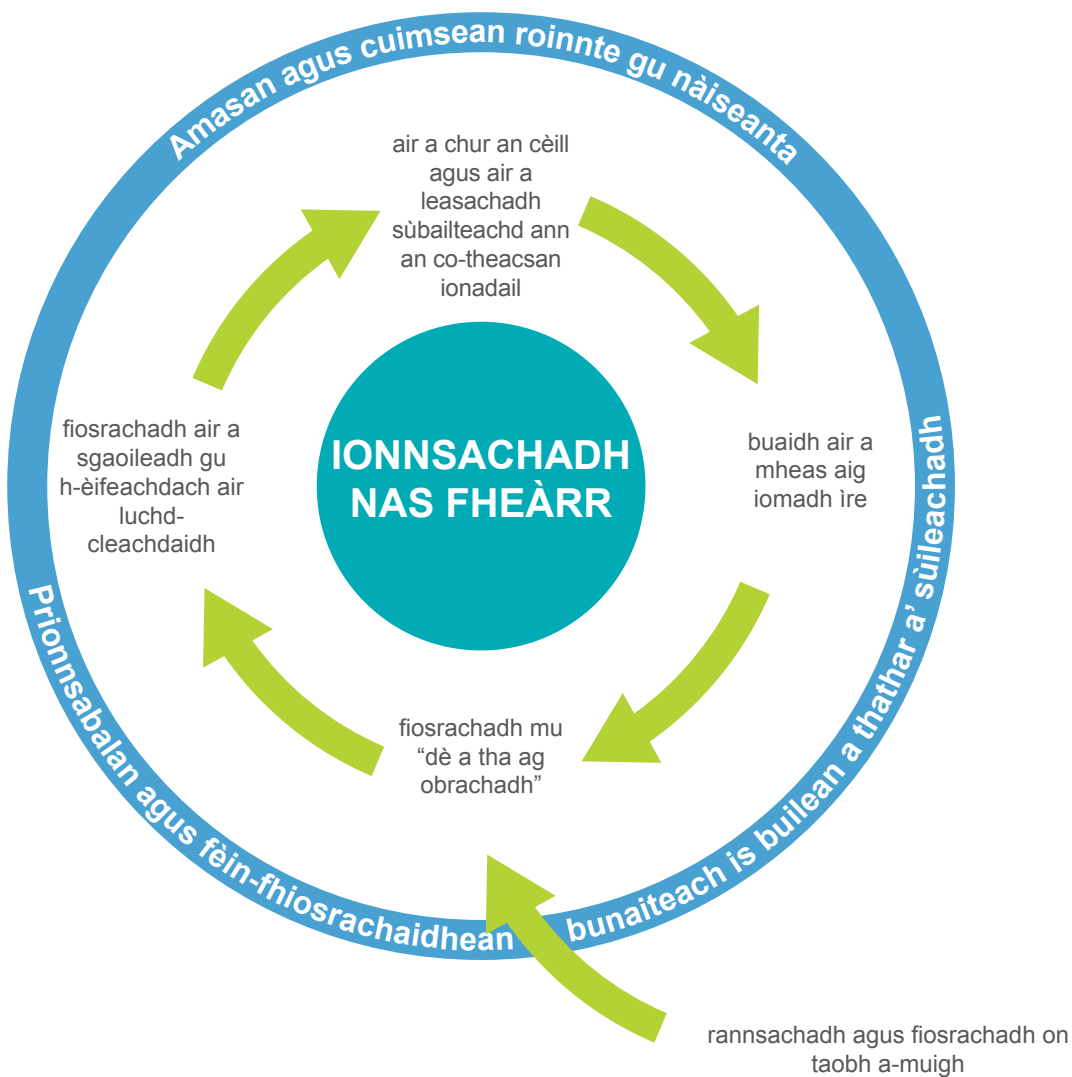 Amasan agus cuimsean roinnte gu nàiseanta
air a chur an cèill
agus air a
leasachadh
sùbailteachd ann
an co-theacsan
ionadail
buaidh air a
mheas aig
iomadh ìre
fiosrachadh mu
“dè a tha ag
obrachadh”
fiosrachadh air a
sgaoileadh gu
h-èifeachdach air
luchd-
cleachdaidh
IONNSACHADH
NAS FHEÀRR
Prionnsabalan agus fèin-fhiosrachaidhean bunaiteach is builean a thathar a’ sùileachadh
rannsachadh agus fiosrachadh on
taobh a-muigh